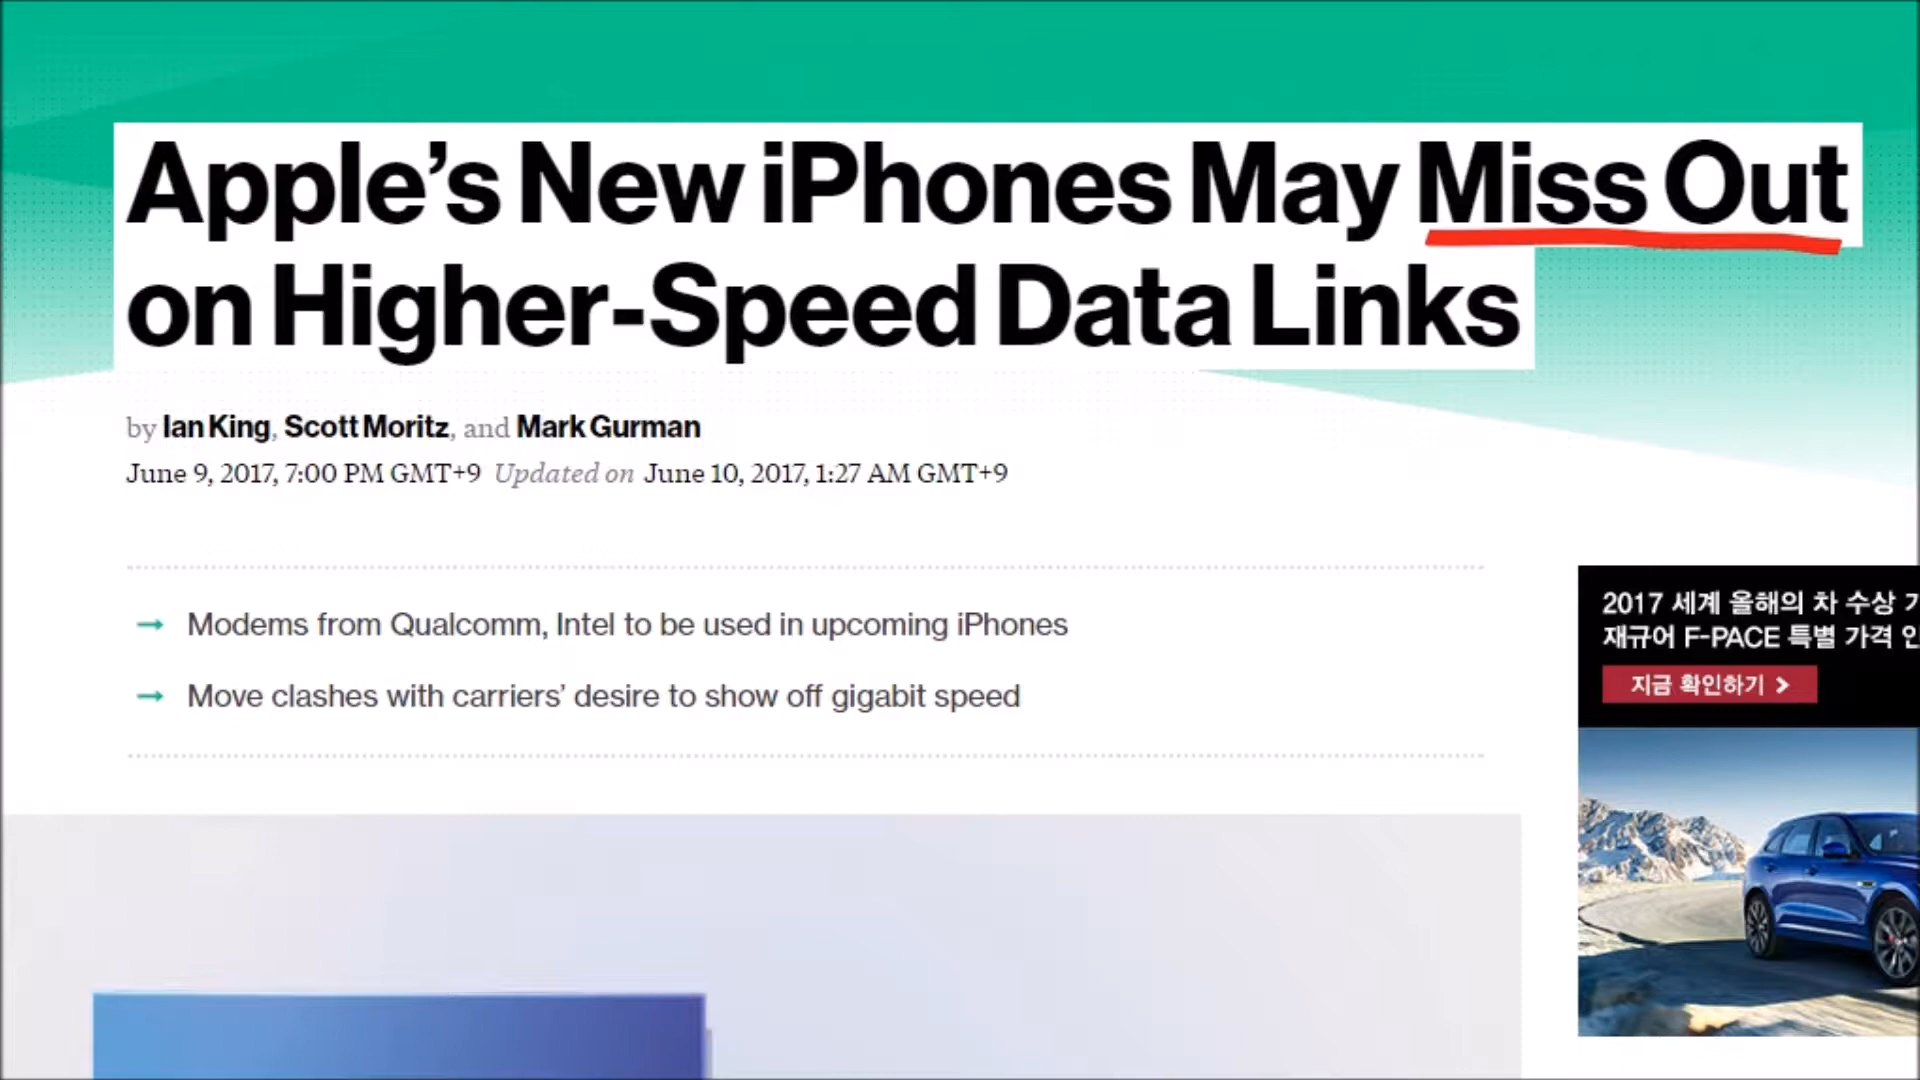 Apple’s New iPhones May Miss Out
on Higher-Speed Data Links
by Ian King, Scott Moritz, and Mark Gurman
June 9, 2017, 7:00 PM GMT+9 Updated on June 10, 2017, 1:27 AM GMT+9
→ Modems from Qualcomm, Intel to be used in upcoming iPhones
→ Move clashes with carriers’ desire to show off gigabit speed
2017 세계 올해의 차 수상
재규어 F-PACE 특별 가격
지금 확인하기 >